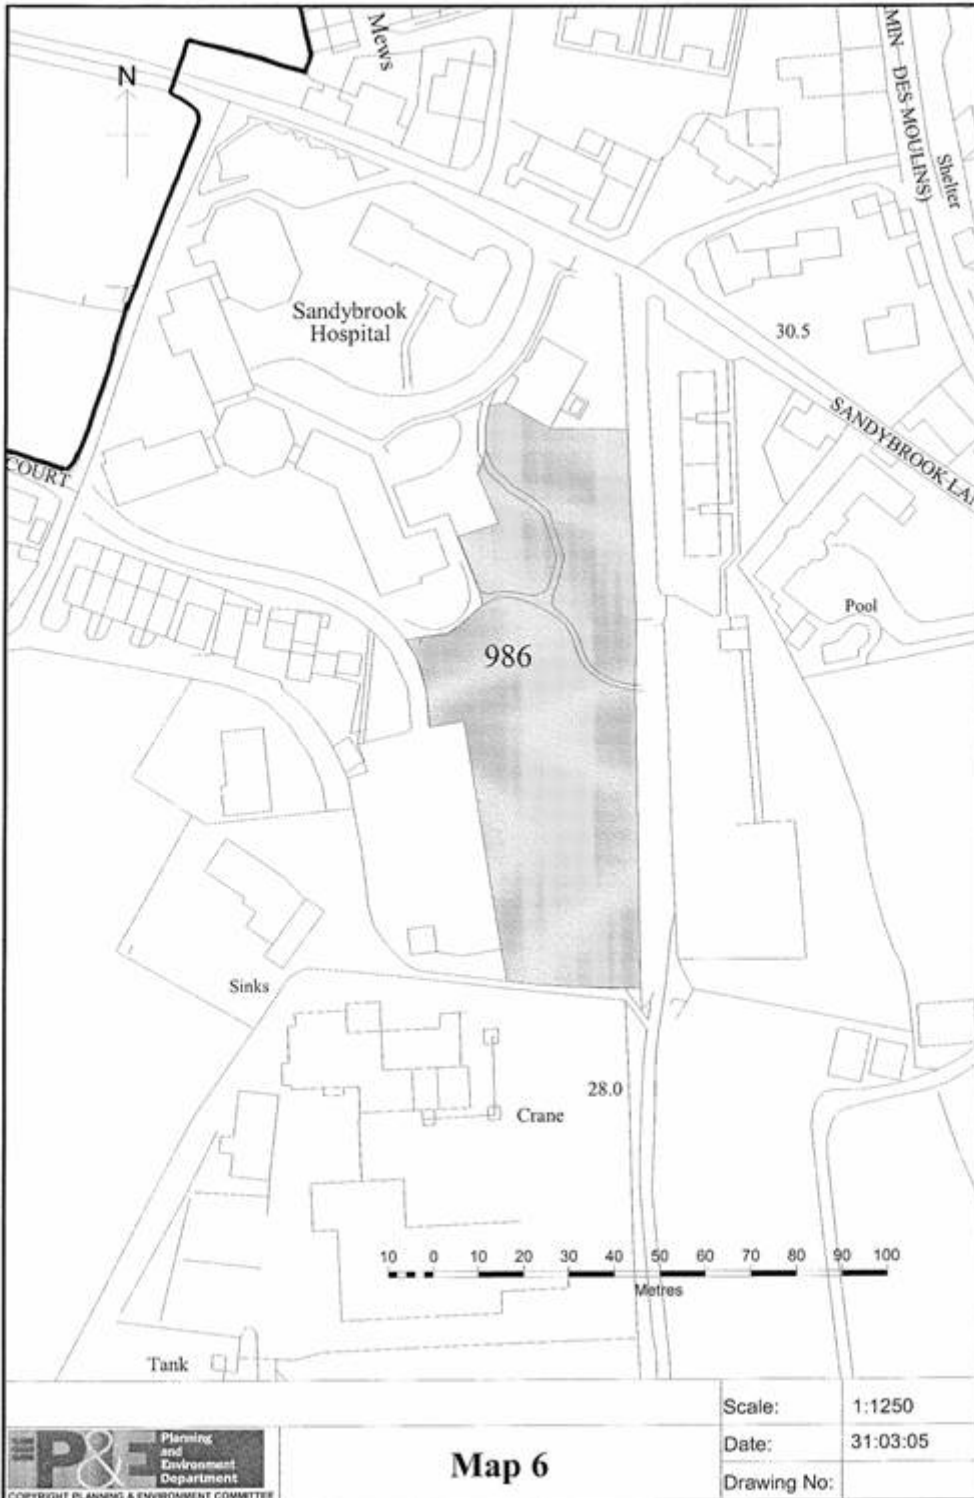 Mews
N
MIN DES MOULINS)
Shelter
Sandybrook
Hospital
30.5
SANDYBROOK LA
COURT
Pool
986
Sinks
28.0
Crane
10 0 10 20 30 40 50 60 70 80 90 100
Metres
Tank
Scale: 1:1250
Date: 31:03:05
Drawing No:
Map 6
P&E
Planning
and
Environment
Department
COPYRIGHT PLANNING & ENVIRONMENT COMMITTEE